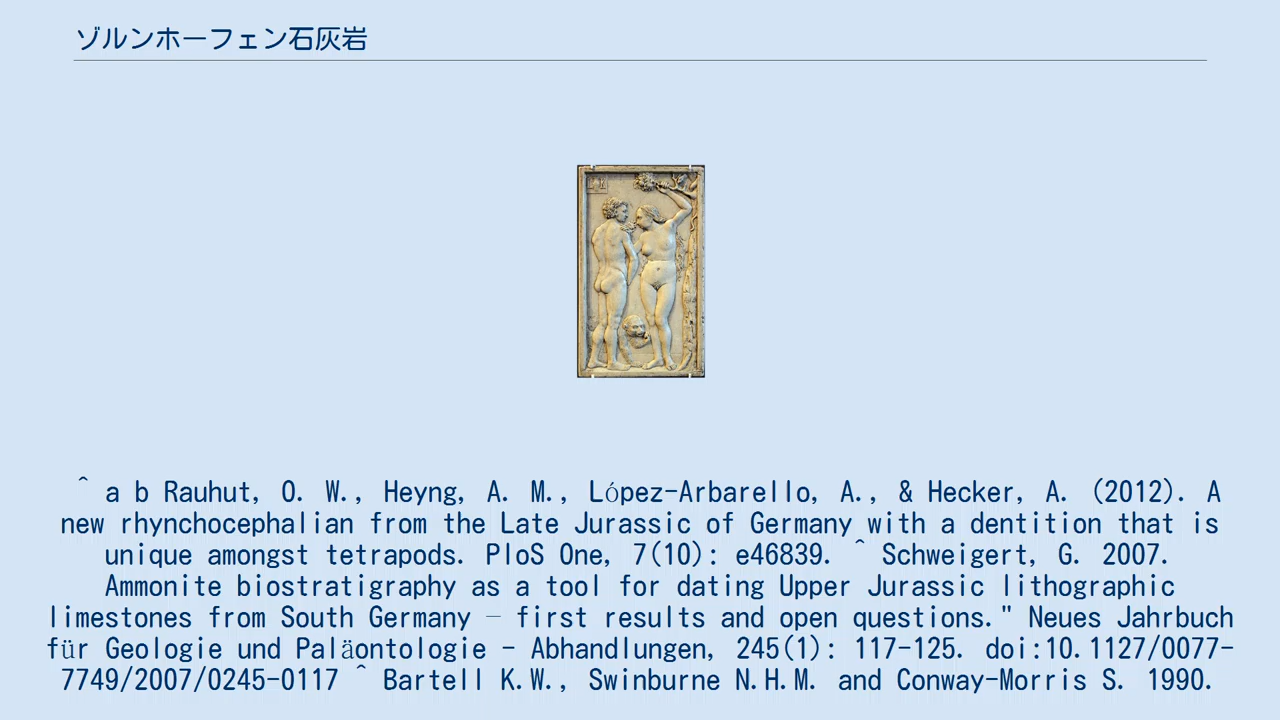 ゾルンホーフェン石灰岩
^ a b Rauhut, O. W., Heyng, A. M., López-Arbarello, A., & Hecker, A. (2012). A
new rhynchocephalian from the Late Jurassic of Germany with a dentition that is
unique amongst tetrapods. PloS One, 7(10): e46839. ^ Schweigert, G. 2007.
Ammonite biostratigraphy as a tool for dating Upper Jurassic lithographic
limestones from South Germany – first results and open questions." Neues Jahrbuch
für Geologie und Paläontologie - Abhandlungen, 245(1): 117-125. doi:10.1127/0077-
7749/2007/0245-0117 ^ Bartell K.W., Swinburne N.H.M. and Conway-Morris S. 1990.